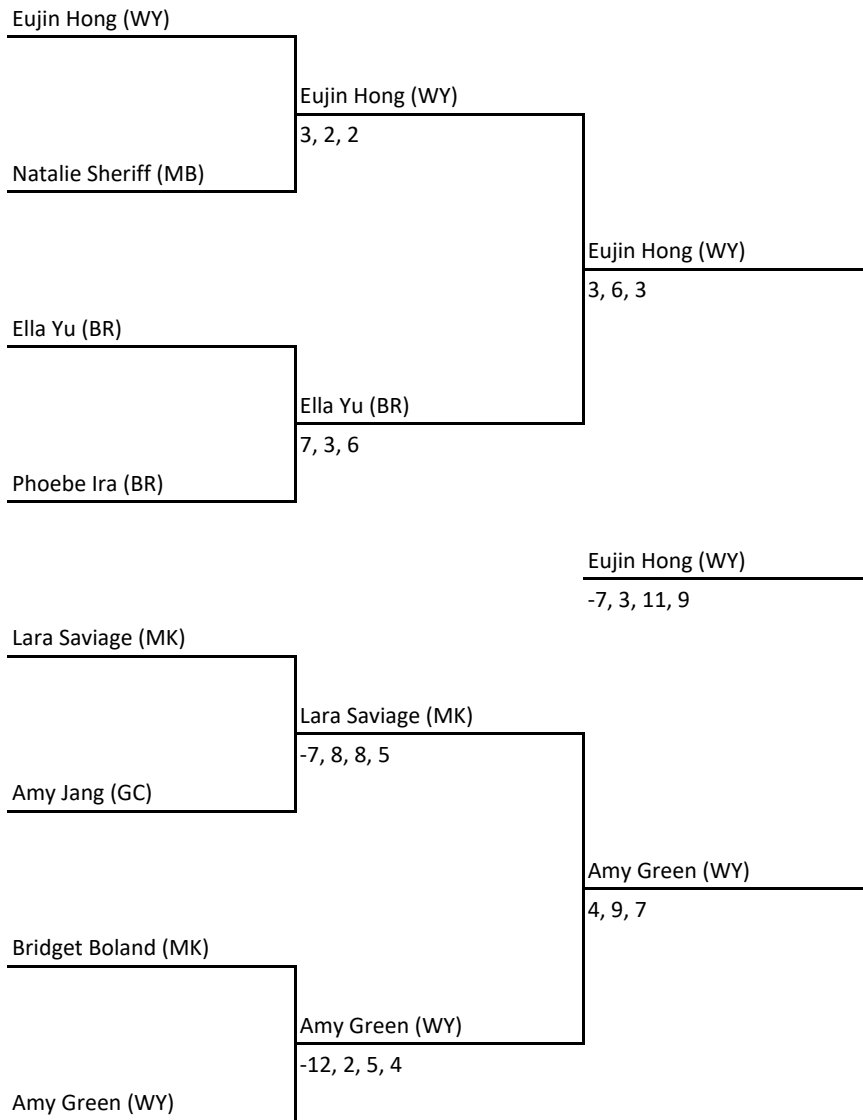 Eujin Hong (WY)
Eujin Hong (WY)
3, 2, 2
Natalie Sheriff (MB)
Eujin Hong (WY)
3, 6, 3
Ella Yu (BR)
Ella Yu (BR)
7, 3, 6
Phoebe Ira (BR)
Eujin Hong (WY)
-7, 3, 11, 9
Lara Saviage (MK)
Lara Saviage (MK)
-7, 8, 8, 5
Amy Jang (GC)
Amy Green (WY)
4, 9, 7
Bridget Boland (MK)
Amy Green (WY)
-12, 2, 5, 4
Amy Green (WY)